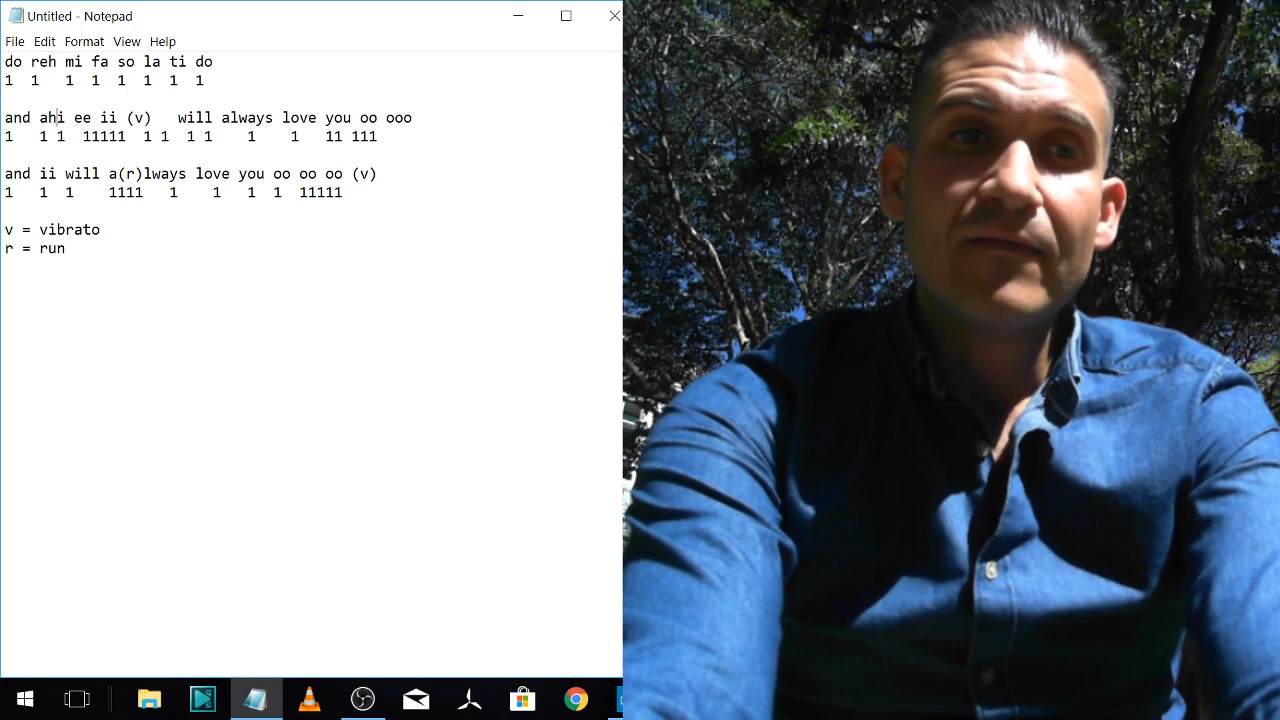 Untitled - Notepad
File Edit Format View Help
do reh mi fa so la ti do
1  1   1  1  1  1  1  1
and ahi ee ii (v)   will always love you oo ooo
1   1 1  11111  1 1  1 1    1    1   11 111
and ii will a(r)lways love you oo oo oo (v)
1   1  1    1111   1    1   1  1  11111
v = vibrato
r = run